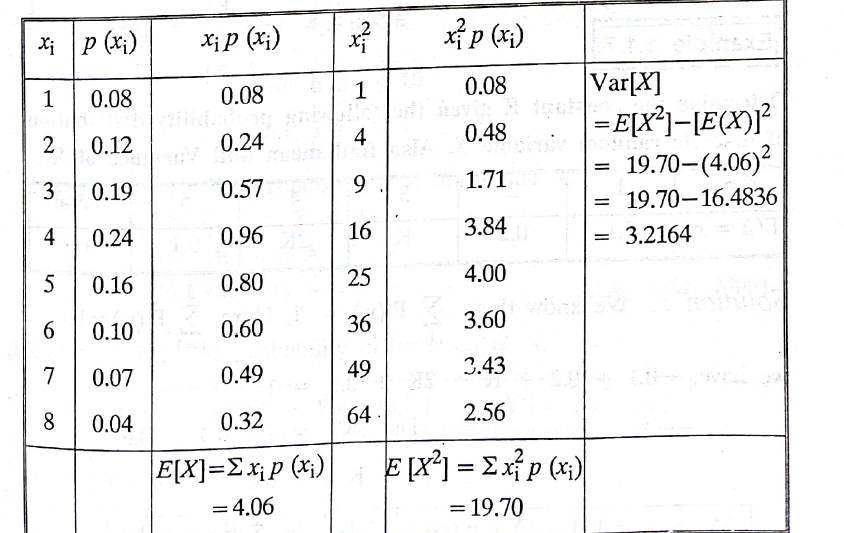 xᵢ p (xᵢ) xᵢ p (xᵢ) xᵢ² xᵢ² p (xᵢ)
1 0.08 0.08 1 0.08 Var[X]
2 0.12 0.24 4 0.48 =E[X²]−[E(X)]²
3 0.19 0.57 9 1.71 = 19.70−(4.06)²
4 0.24 0.96 16 3.84 = 19.70−16.4836
5 0.16 0.80 25 4.00 = 3.2164
6 0.10 0.60 36 3.60
7 0.07 0.49 49 3.43
8 0.04 0.32 64 2.56
E[X]=Σ xᵢ p (xᵢ) E [X²] = Σ xᵢ² p (xᵢ)
=4.06 =19.70